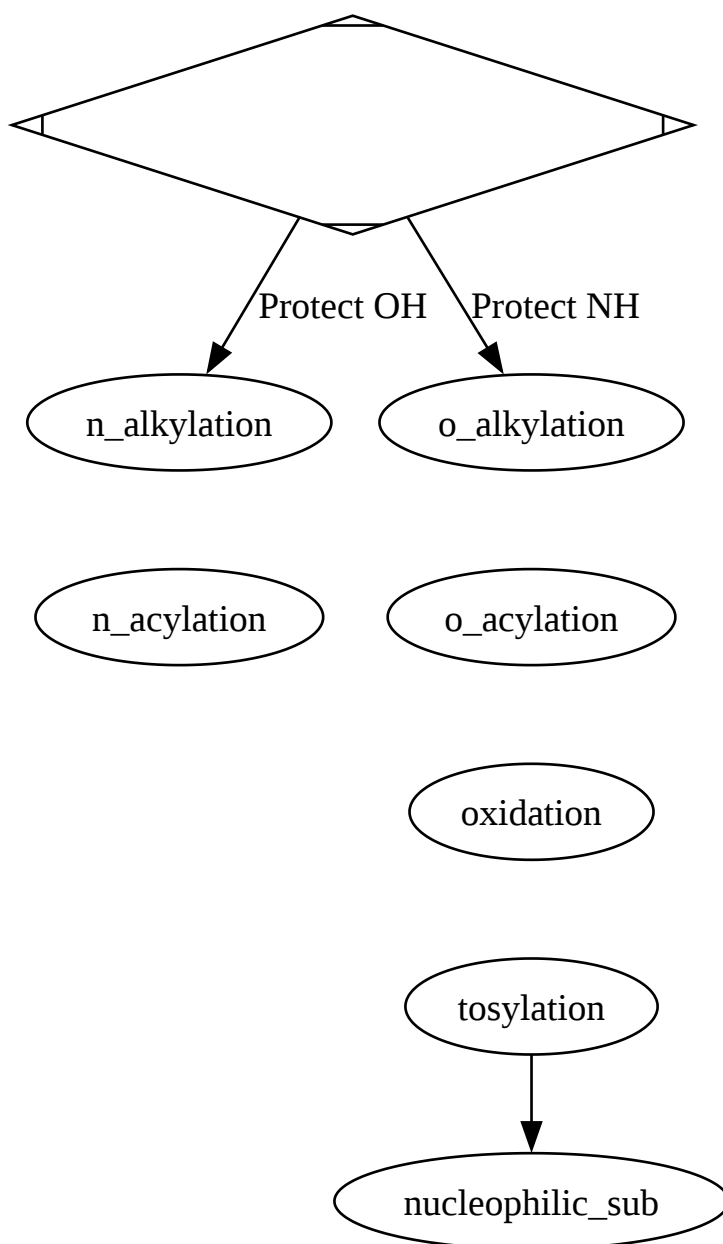 Protect OH
Protect NH
n_alkylation
o_alkylation
n_acylation
o_acylation
oxidation
tosylation
nucleophilic_sub